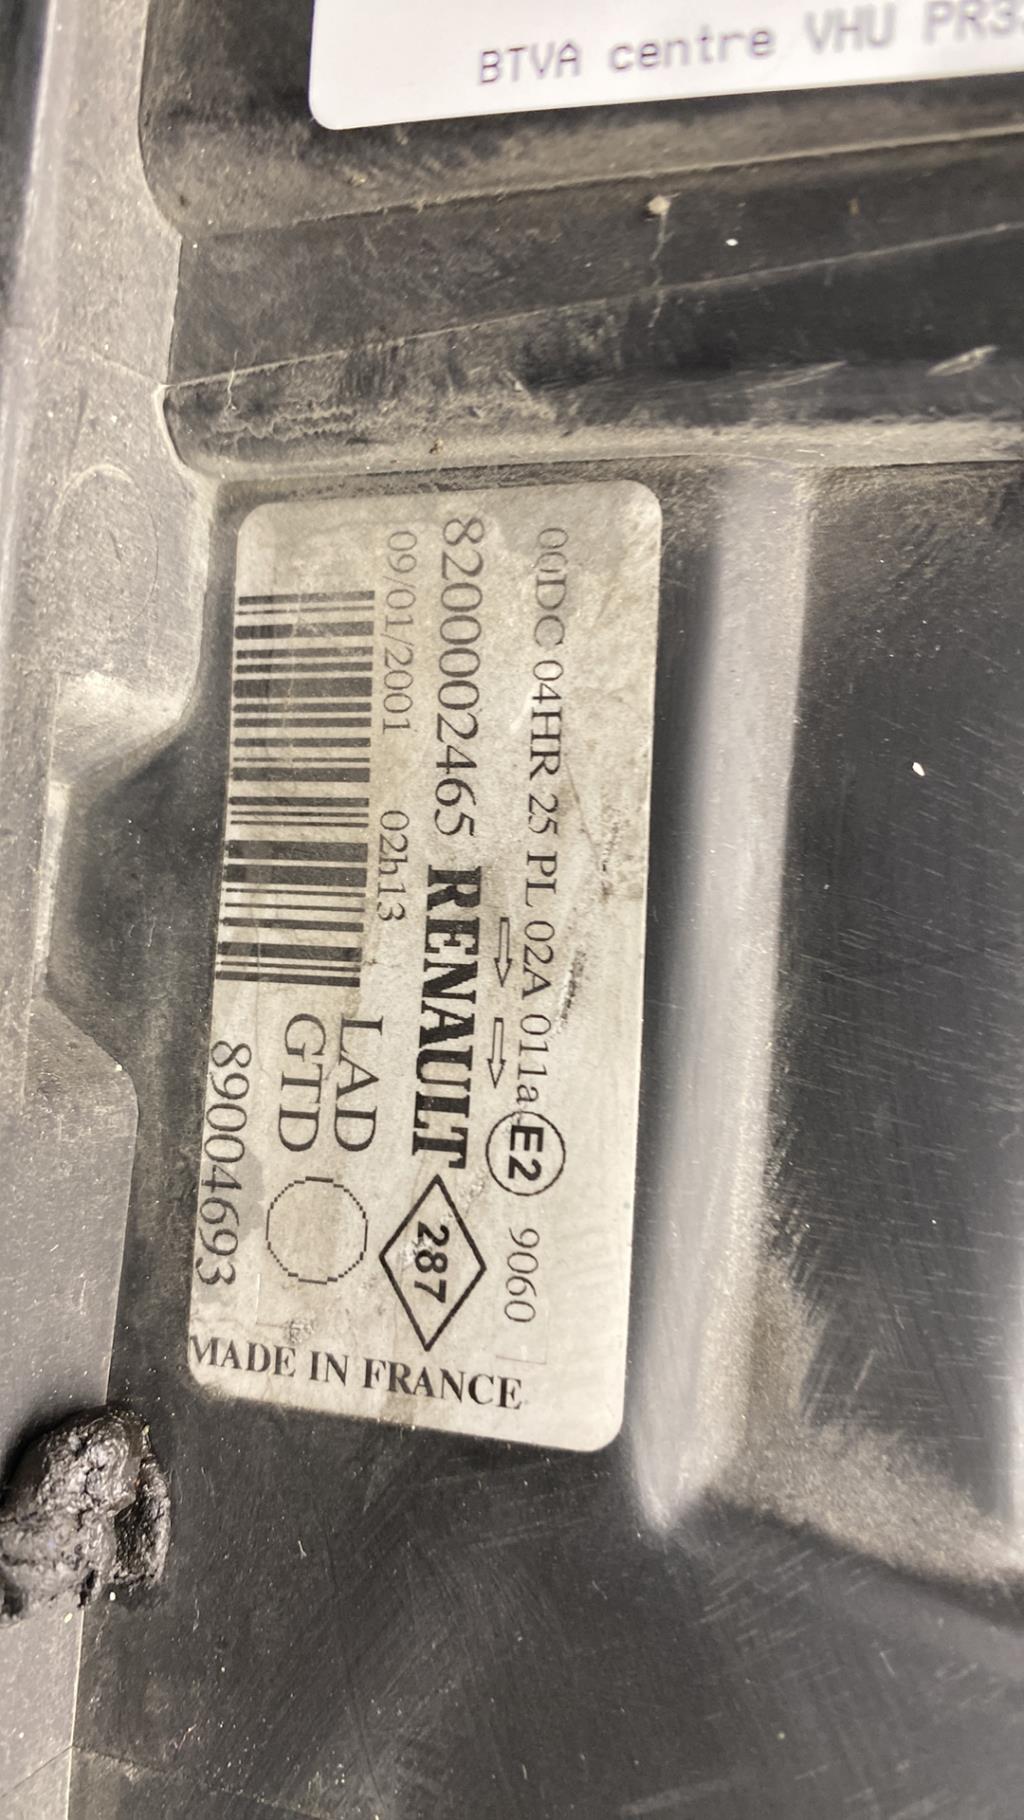 BTVA centre VHU PR3
00DC 04HR 25 PL 02A 011a E2 9060
8200002465 RENAULT 287
09/01/2001 02h13
LAD
GTD
89004693
MADE IN FRANCE